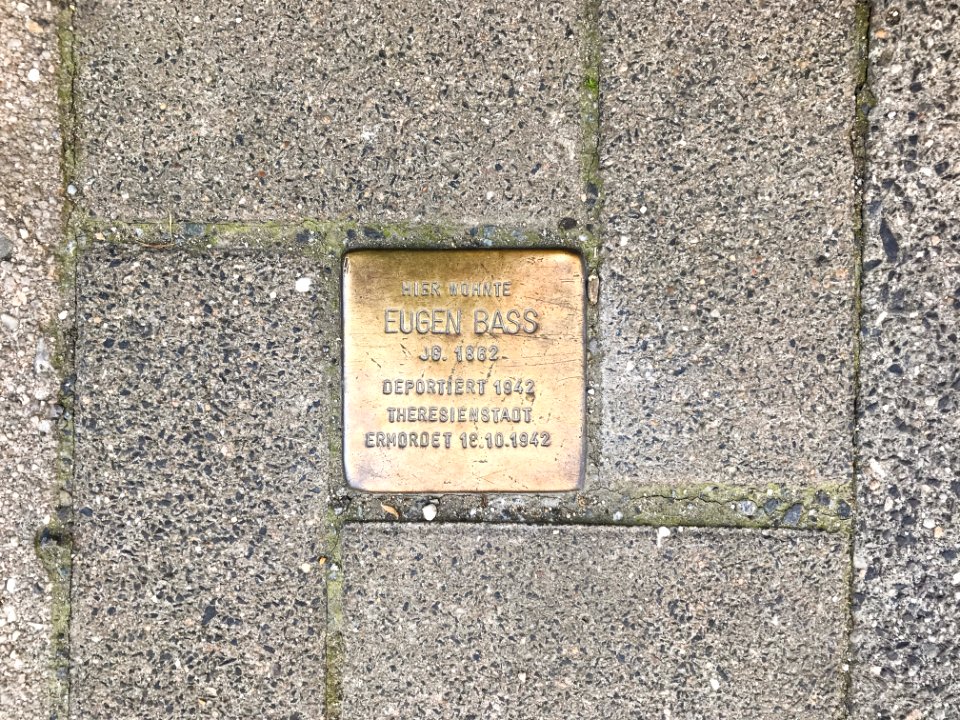 HIER WOHNTE
EUGEN BASS
JG. 1862
DEPORTIERT 1942
THERESIENSTADT
ERMORDET 16.10.1942